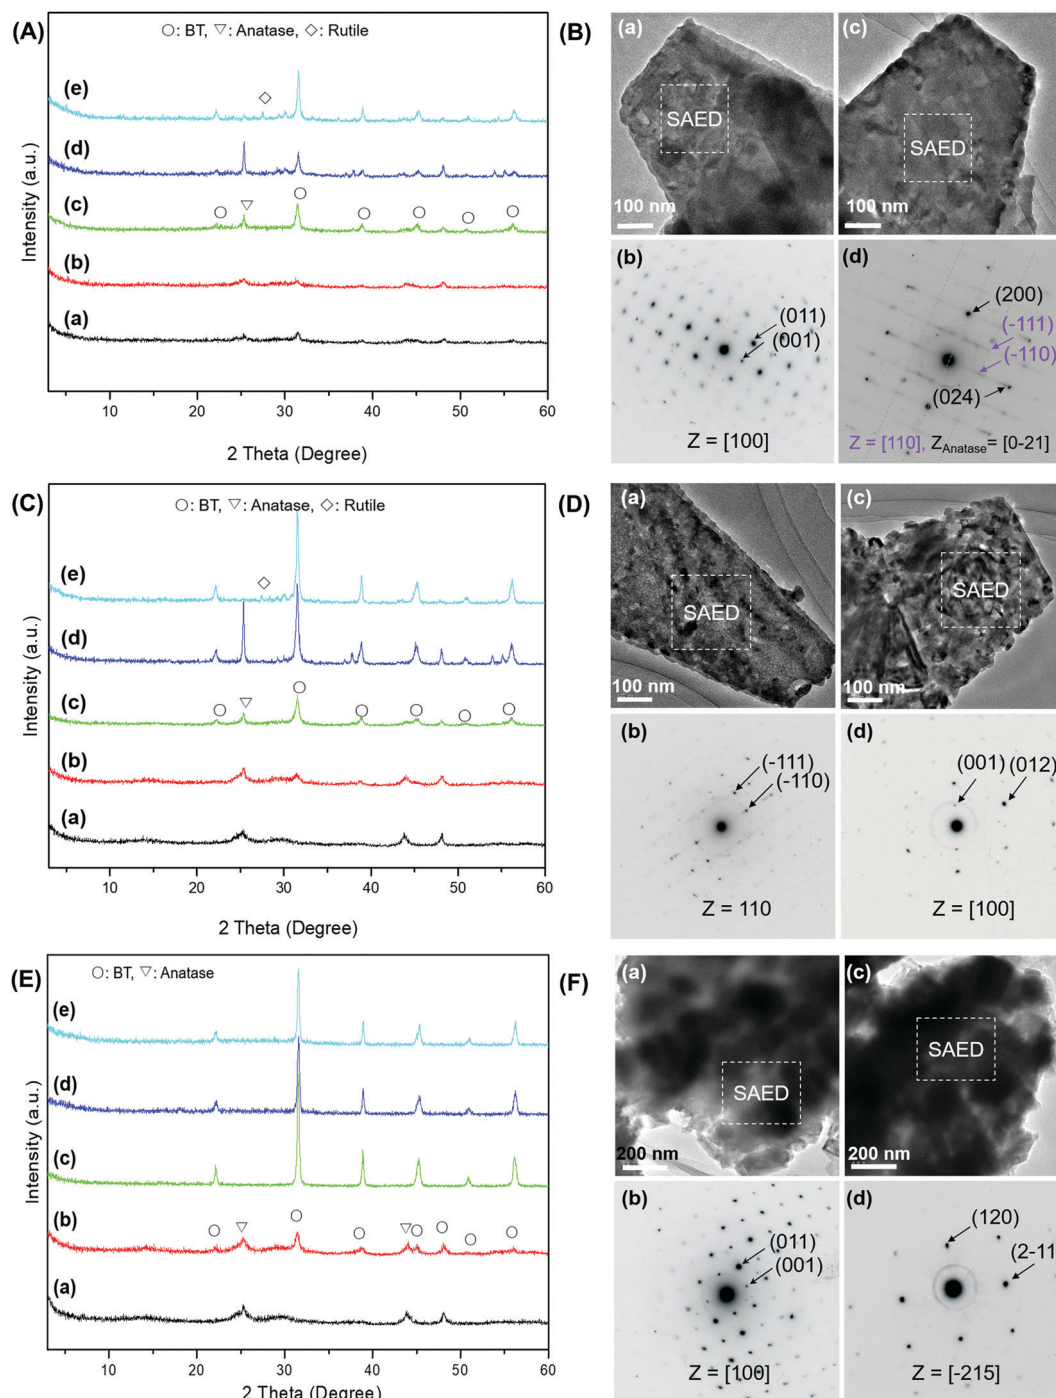 (A)
○: BT, ▽: Anatase, ◇: Rutile
(e)
(d)
(c)
(b)
(a)
Intensity (a.u.)
10 20 30 40 50 60
2 Theta (Degree)
(B)
(a)
SAED
100 nm
(c)
SAED
100 nm
(b)
(011)
(001)
Z = [100]
(d)
(200)
(-111)
(-110)
(024)
Z = [110], Z Anatase = [0-21]
(C)
○: BT, ▽: Anatase, ◇: Rutile
(e)
(d)
(c)
(b)
(a)
Intensity (a.u.)
10 20 30 40 50 60
2 Theta (Degree)
(D)
(a)
SAED
100 nm
(c)
SAED
100 nm
(b)
(-111)
(-110)
Z = 110
(d)
(001) (012)
Z = [100]
(E)
○: BT, ▽: Anatase
(e)
(d)
(c)
(b)
(a)
Intensity (a.u.)
10 20 30 40 50 60
2 Theta (Degree)
(F)
(a)
SAED
200 nm
(c)
SAED
200 nm
(b)
(011)
(001)
Z = [100]
(d)
(120)
(2-11
Z = [-215]